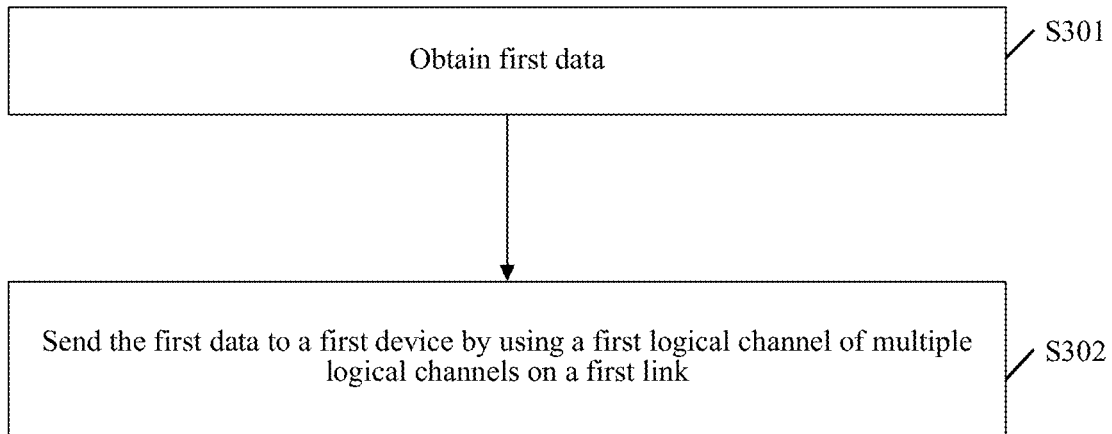 Obtain first data
S301
Send the first data to a first device by using a first logical channel of multiple
logical channels on a first link
S302